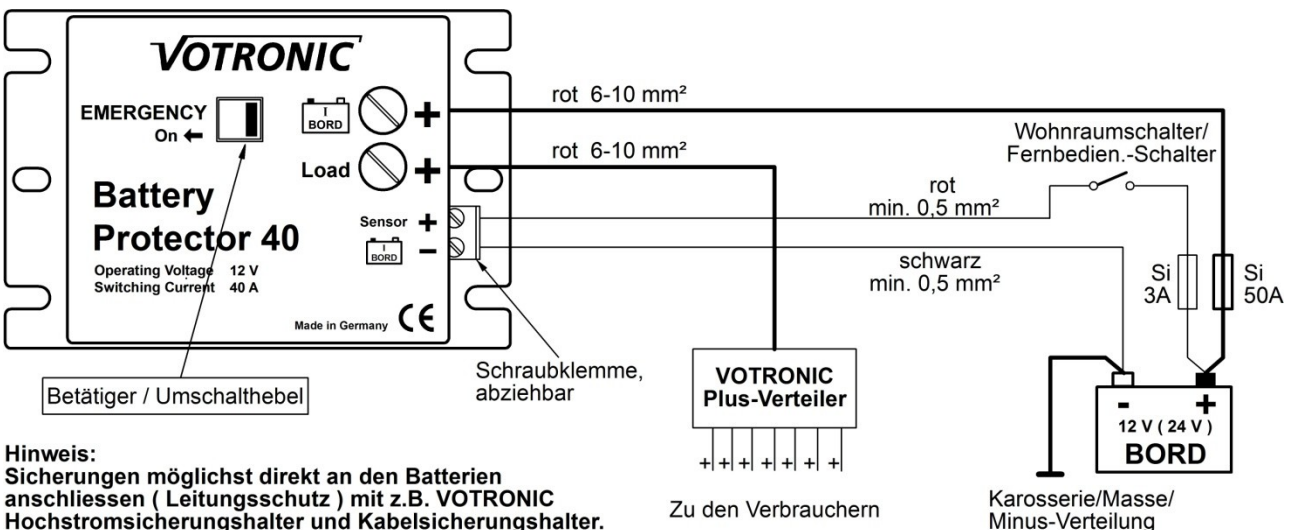 VOTRONIC
EMERGENCY
On ←
I
BORD
+
Load
+
Battery
Protector 40
Sensor +
I
BORD
−
Operating Voltage 12 V
Switching Current 40 A
Made in Germany CE
Betätiger / Umschalthebel
Schraubklemme,
abziehbar
rot 6-10 mm²
rot 6-10 mm²
Wohnraumschalter/
Fernbedien.-Schalter
rot
min. 0,5 mm²
schwarz
min. 0,5 mm²
Si
3A
Si
50A
VOTRONIC
Plus-Verteiler
+ + + + + + +
Zu den Verbrauchern
- +
12 V ( 24 V )
BORD
Karosserie/Masse/
Minus-Verteilung
Hinweis:
Sicherungen möglichst direkt an den Batterien
anschliessen ( Leitungsschutz ) mit z.B. VOTRONIC
Hochstromsicherungshalter und Kabelsicherungshalter.